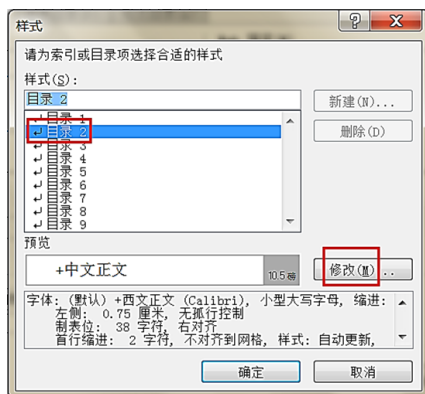 样式
请为索引或目录项选择合适的样式
样式(S):
目录 2
新建(N)...
目录 1
目录 2
删除(D)
目录 3
目录 4
目录 5
目录 6
目录 7
目录 8
目录 9
预览
+中文正文
10.5 磅
修改(M)...
字体: (默认) +西文正文 (Calibri), 小型大写字母, 缩进:
左侧: 0.75 厘米, 无孤行控制
制表位: 38 字符, 右对齐
首行缩进: 2 字符, 不对齐到网格, 样式: 自动更新,
确定
取消